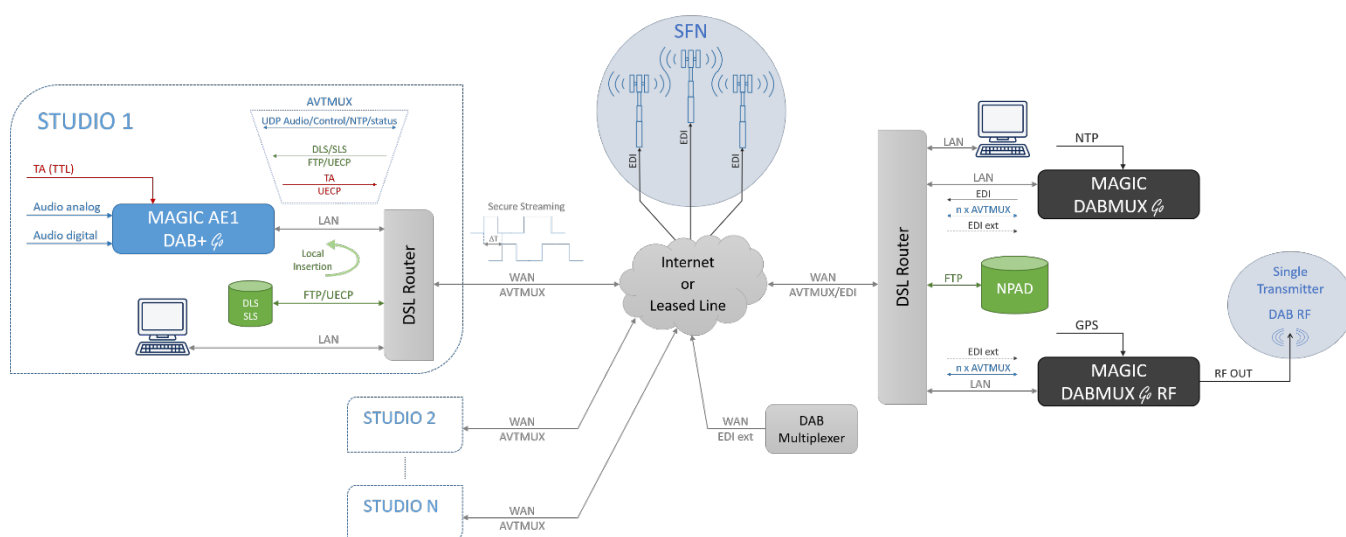 STUDIO 1
AVTMUX
UDP Audio/Control/NTP/status
DLS/SLS
FTP/UECP
TA
UECP
TA (TTL)
Audio analog
Audio digital
MAGIC AE1
DAB+ Go
LAN
Local
Insertion
DLS
SLS
FTP/UECP
LAN
DSL Router
Secure Streaming
ΔT
WAN
AVTMUX
SFN
EDI
EDI
EDI
Internet
or
Leased Line
STUDIO 2
WAN
AVTMUX
STUDIO N
WAN
AVTMUX
WAN
EDI ext
DAB
Multiplexer
WAN
AVTMUX/EDI
DSL Router
LAN
NTP
LAN
EDI
n x AVTMUX
EDI ext
MAGIC
DABMUX Go
FTP
NPAD
GPS
EDI ext
n x AVTMUX
LAN
MAGIC
DABMUX Go RF
RF OUT
Single
Transmitter
DAB RF